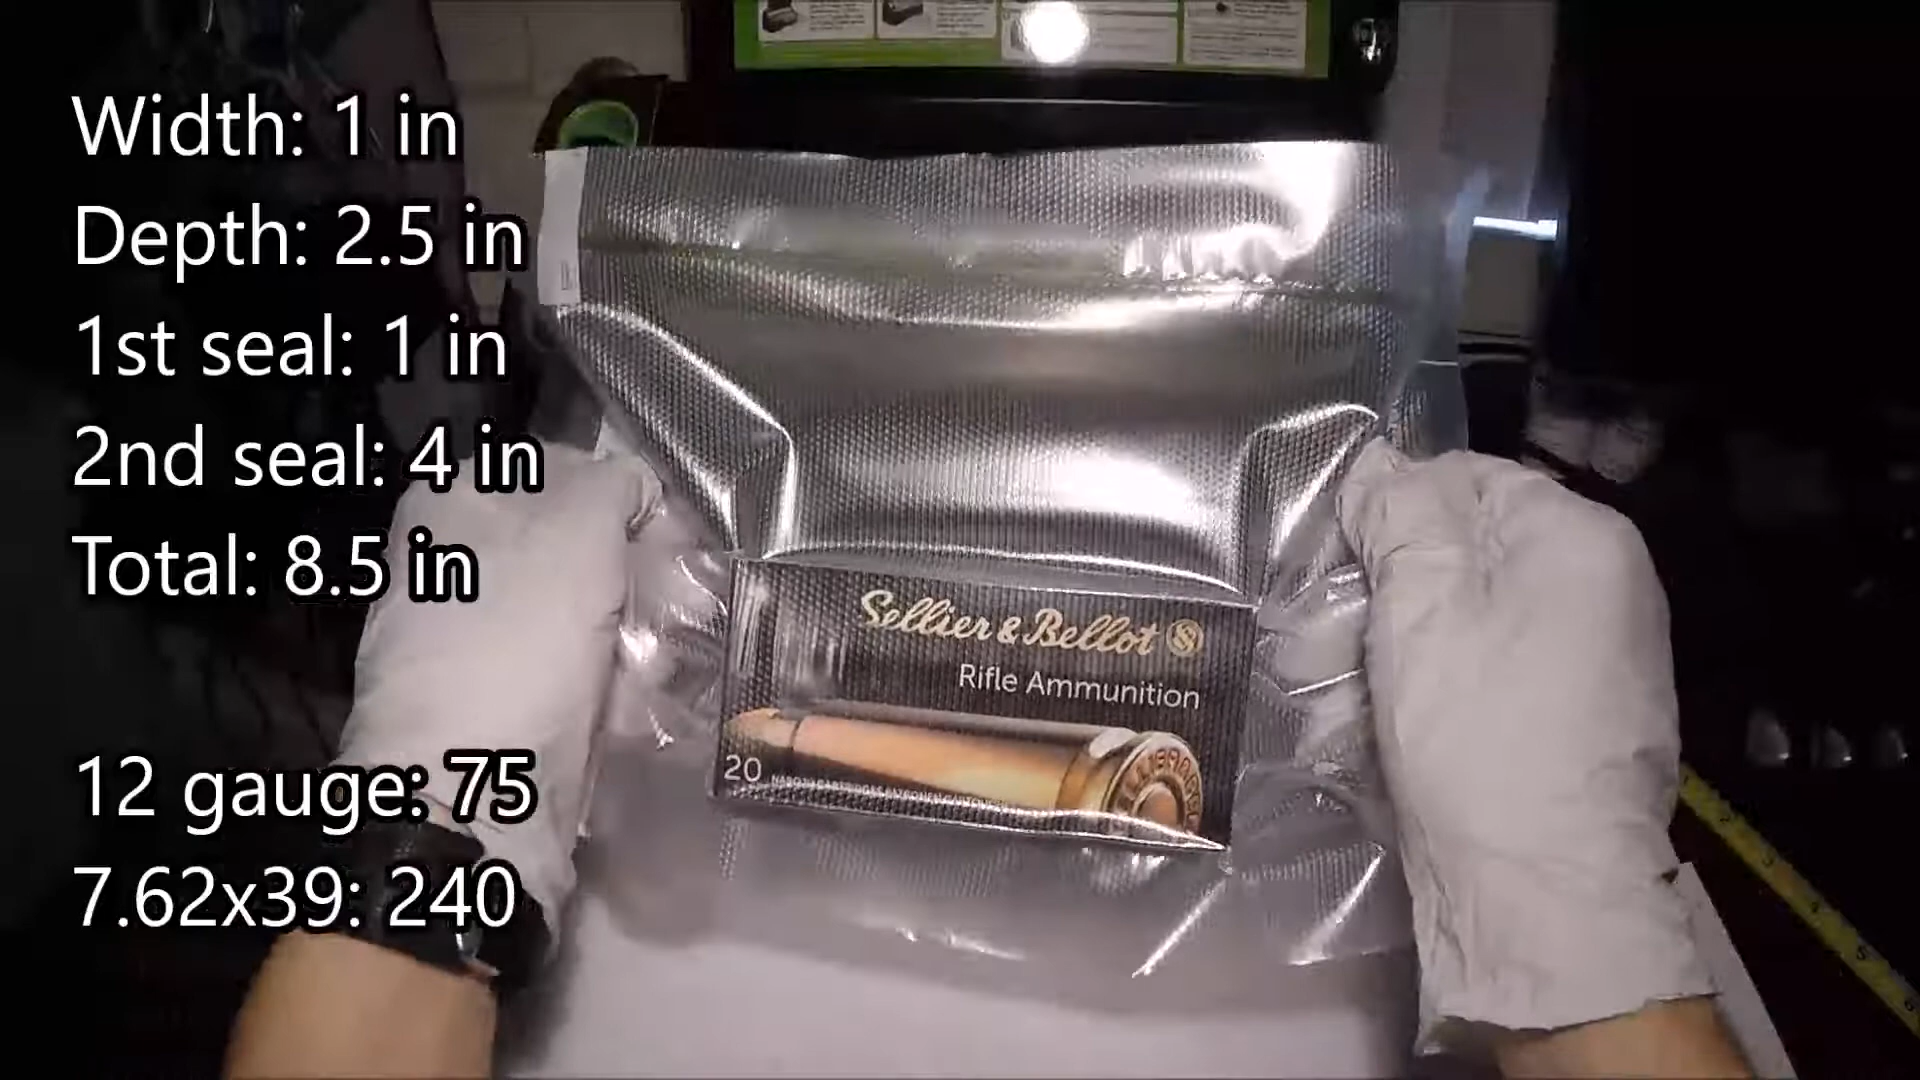 Width: 1 in
Depth: 2.5 in
1st seal: 1 in
2nd seal: 4 in
Total: 8.5 in
12 gauge: 75
7.62x39: 240
Sellier & Bellot
Rifle Ammunition
20